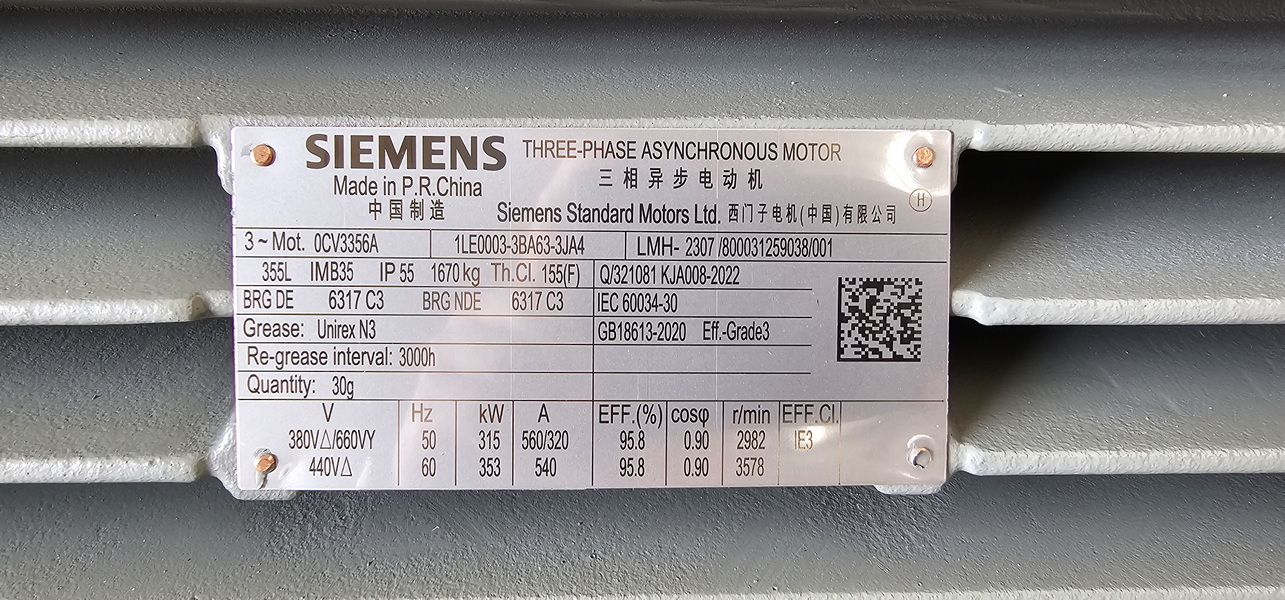 SIEMENS THREE-PHASE ASYNCHRONOUS MOTOR
Made in P.R.China 三相异步电动机
中国制造 Siemens Standard Motors Ltd. 西门子电机(中国)有限公司 H
3~Mot. 0CV3356A 1LE0003-3BA63-3JA4 LMH- 2307 /800031259038/001
355L IMB35 IP 55 1670kg Th.Cl. 155(F) Q/321081 KJA008-2022
BRG DE 6317 C3 BRG NDE 6317 C3 IEC 60034-30
Grease: Unirex N3 GB18613-2020 Eff.-Grade3
Re-grease interval: 3000h
Quantity: 30g
V Hz kW A EFF.(%) cosφ r/min EFF.Cl.
380V△/660VY 50 315 560/320 95.8 0.90 2982 IE3
440V△ 60 353 540 95.8 0.90 3578